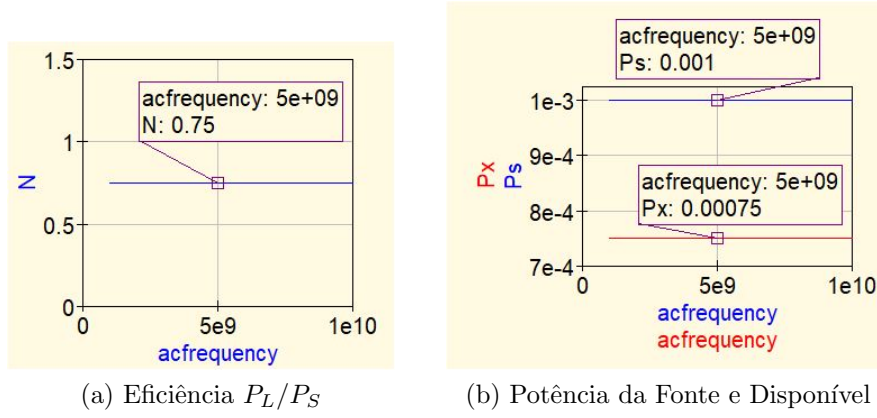 1.5
1
0.5
0
N
acfrequency: 5e+09
N: 0.75
0
5e9
1e10
acfrequency
(a) Eficiência P_L/P_S
acfrequency: 5e+09
Ps: 0.001
1e-3
9e-4
8e-4
7e-4
Px
Ps
acfrequency: 5e+09
Px: 0.00075
0
5e9
1e10
acfrequency
acfrequency
(b) Potência da Fonte e Disponível